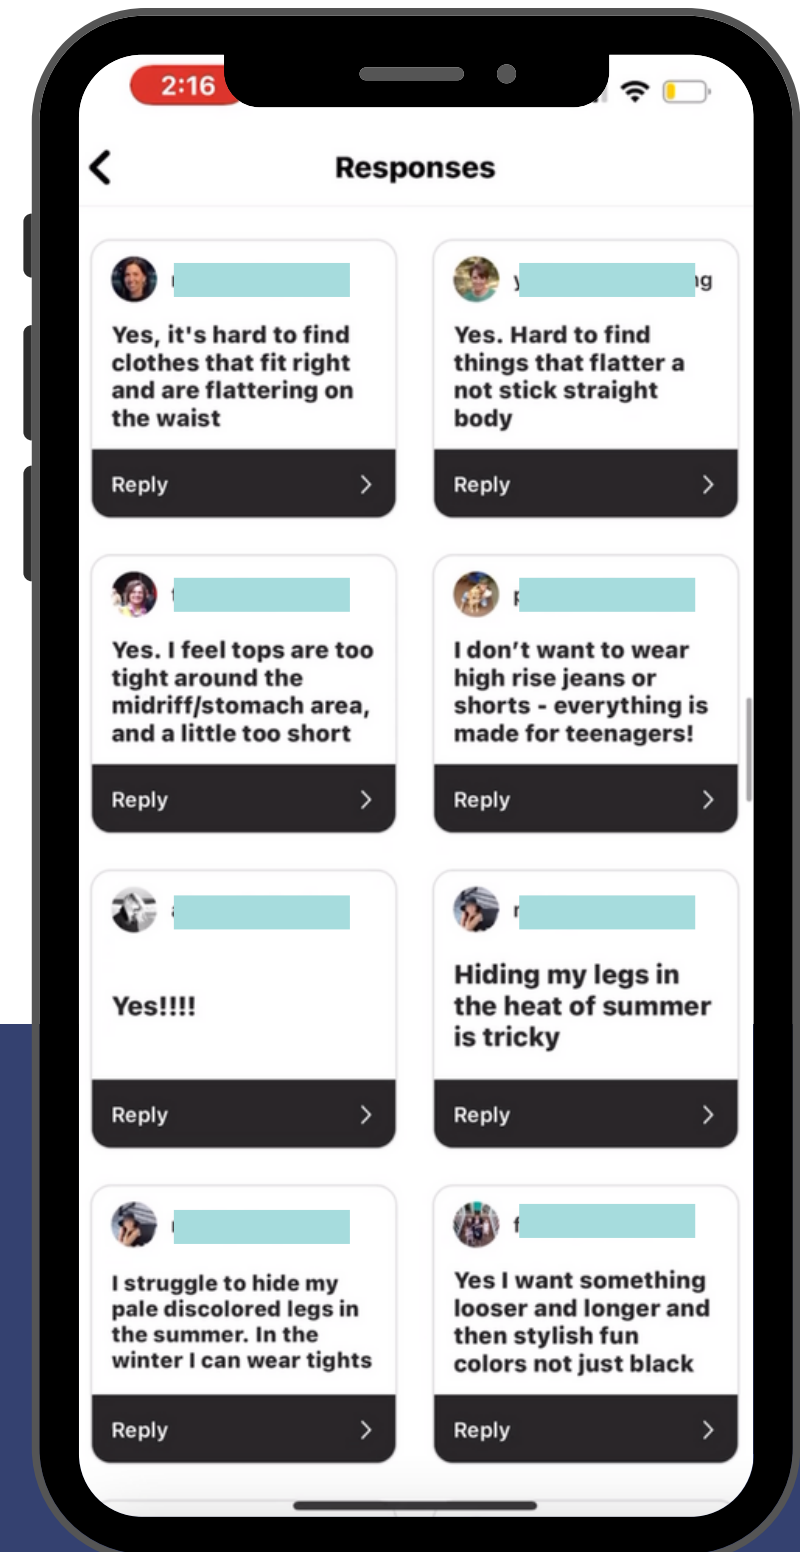 2:16
Responses
ng
Yes, it's hard to find
clothes that fit right
and are flattering on
the waist
Reply
Yes. Hard to find
things that flatter a
not stick straight
body
Reply
Yes. I feel tops are too
tight around the
midriff/stomach area,
and a little too short
Reply
I don’t want to wear
high rise jeans or
shorts - everything is
made for teenagers!
Reply
Yes!!!!
Reply
Hiding my legs in
the heat of summer
is tricky
Reply
I struggle to hide my
pale discolored legs in
the summer. In the
winter I can wear tights
Reply
Yes I want something
looser and longer and
then stylish fun
colors not just black
Reply